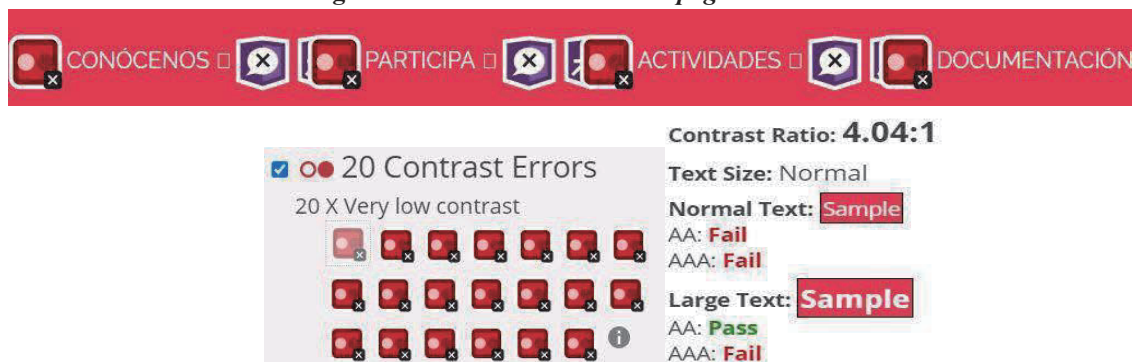 CONÓCENOS PARTICIPA ACTIVIDADES DOCUMENTACIÓN
20 Contrast Errors
20 X Very low contrast
Contrast Ratio: 4.04:1
Text Size: Normal
Normal Text: Sample
AA: Fail
AAA: Fail
Large Text: Sample
AA: Pass
AAA: Fail